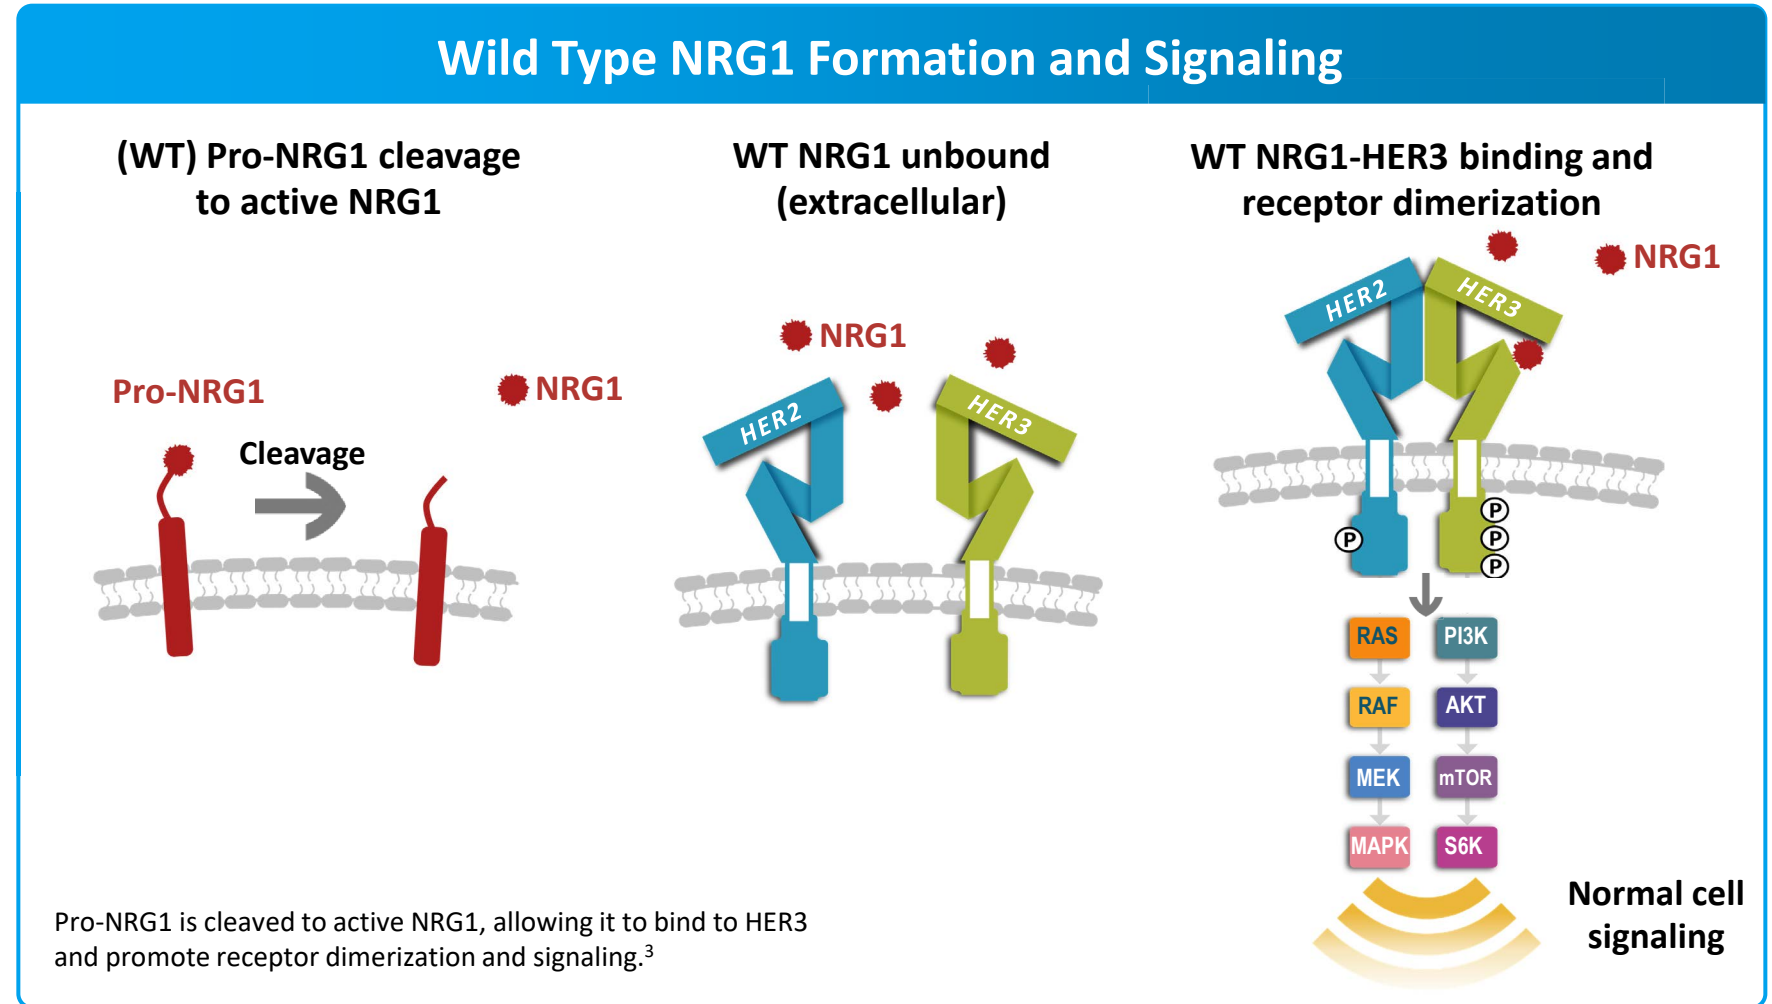 Wild Type NRG1 Formation and Signaling
(WT) Pro-NRG1 cleavage
to active NRG1
Pro-NRG1
NRG1
Cleavage
WT NRG1 unbound
(extracellular)
NRG1
HER2
HER3
WT NRG1-HER3 binding and
receptor dimerization
NRG1
HER2
HER3
P
P
P
P
RAS
PI3K
RAF
AKT
MEK
mTOR
MAPK
S6K
Normal cell
signaling
Pro-NRG1 is cleaved to active NRG1, allowing it to bind to HER3
and promote receptor dimerization and signaling.³